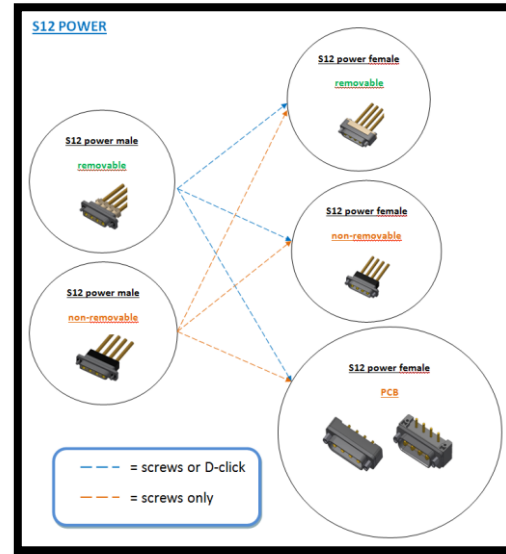 S12 POWER
S12 power female
removable
S12 power male
removable
S12 power female
non-removable
S12 power male
non-removable
S12 power female
PCB
= screws or D-click
= screws only